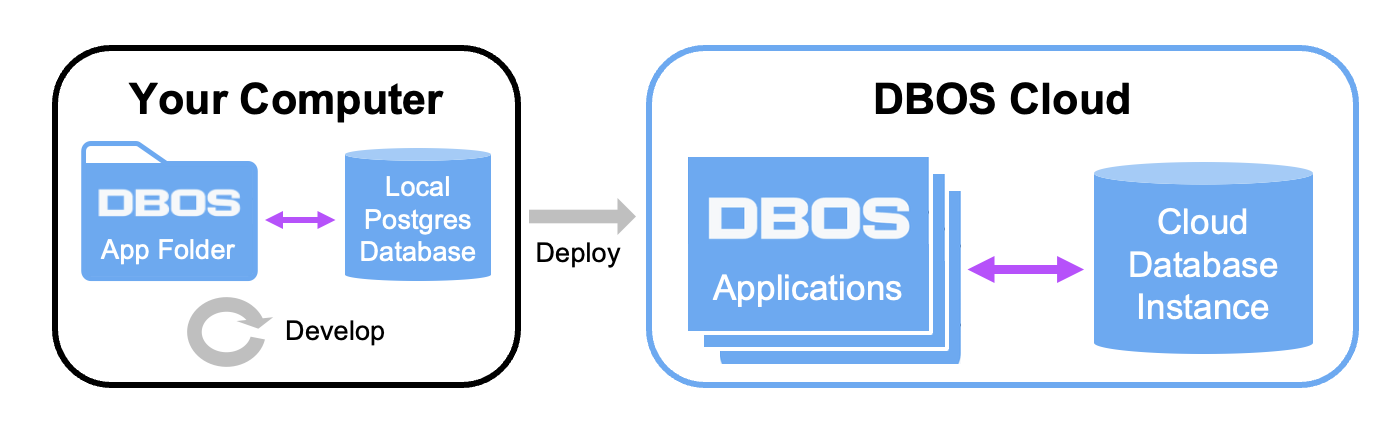 Your Computer
DBOS
App Folder
Local
Postgres
Database
Develop
Deploy
DBOS Cloud
DBOS
Applications
Cloud
Database
Instance